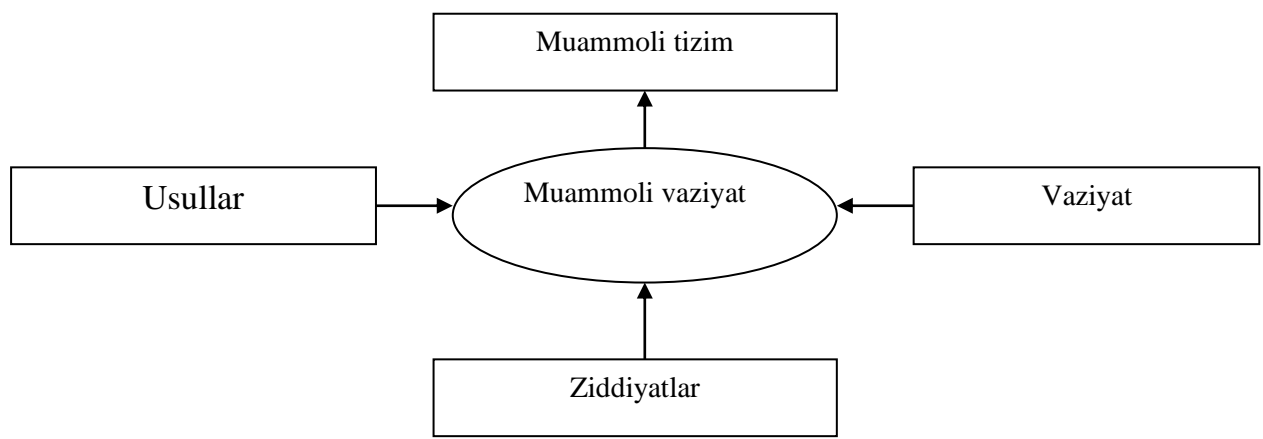 Muammoli tizim
Usullar
Muammoli vaziyat
Vaziyat
Ziddiyatlar